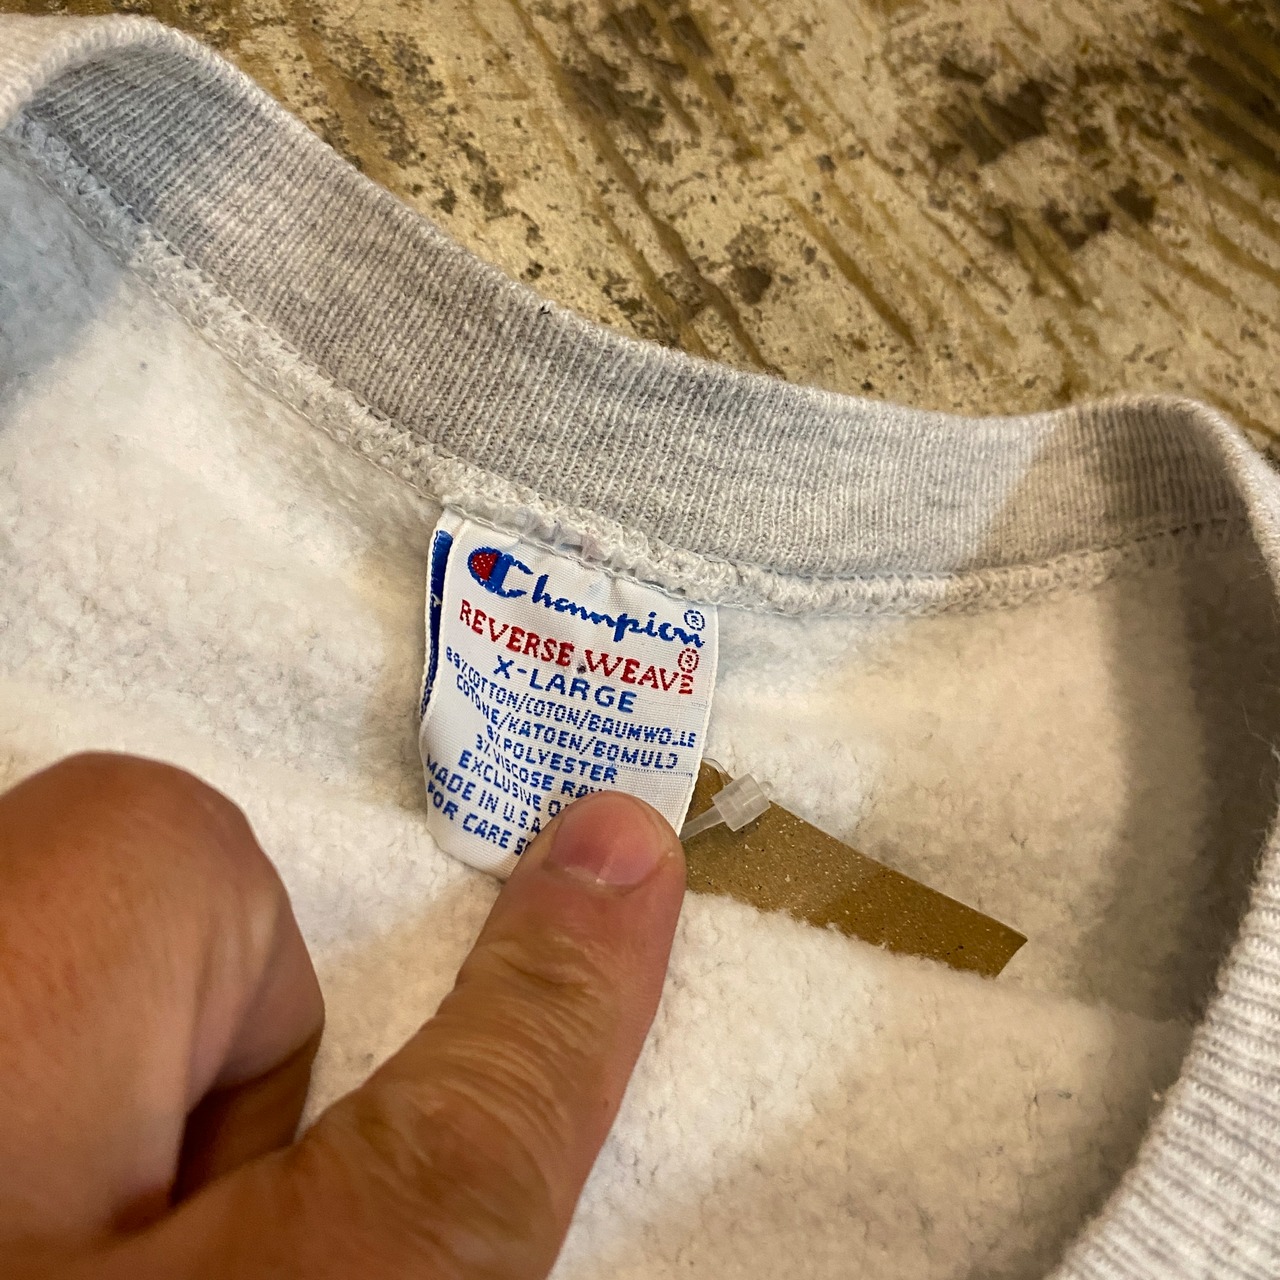 Champion®
REVERSE WEAVE®
X-LARGE
89% COTTON/COTON/BAUMWOLLE
COTONE/KATOEN/BOMULD
8% POLYESTER
3% VISCOSE
EXCLUSIVE
MADE IN U.S.A.
FOR CARE